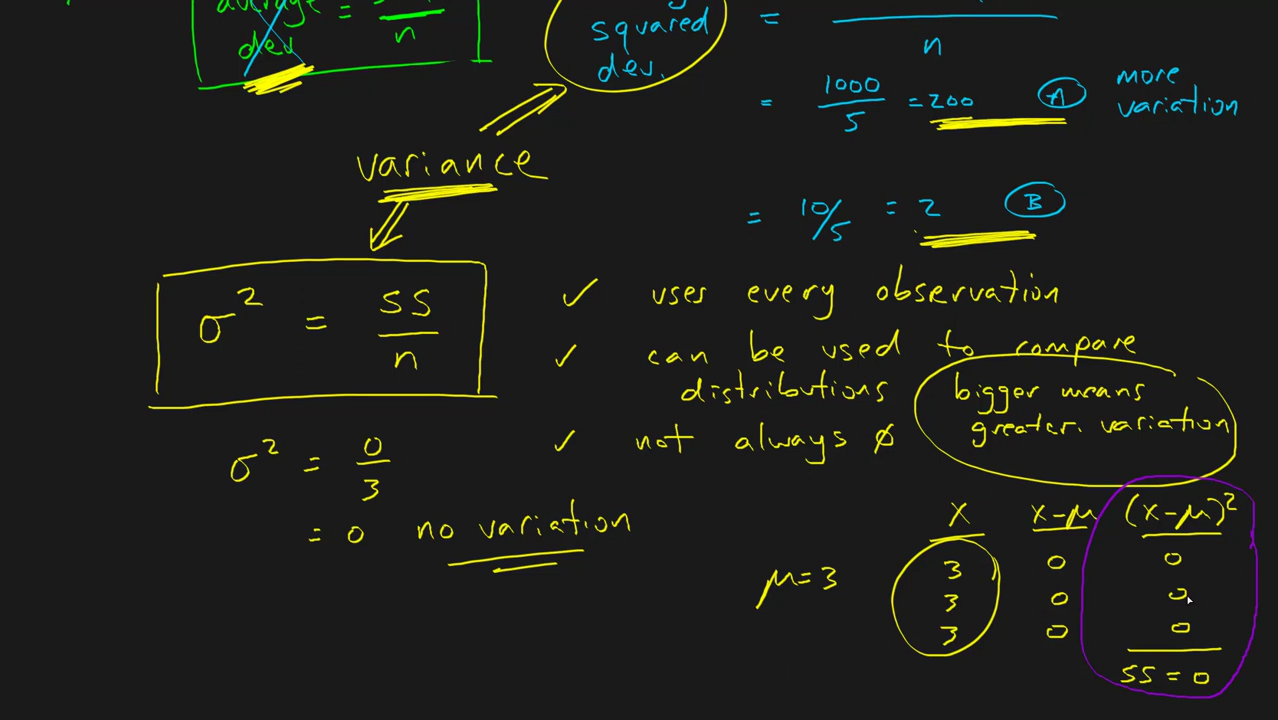 average =
dev n
squared
dev.
= n
= 1000/5 = 200 A more
variation
variance
= 10/5 = 2 B
σ² = SS/n
✓ uses every observation
✓ can be used to compare
distributions
bigger means
greater. variation
✓ not always ø
σ² = 0/3
= 0 no variation
x x-μ (x-μ)²
3 0 0
μ=3
3 0 0
3 0 0
SS = 0